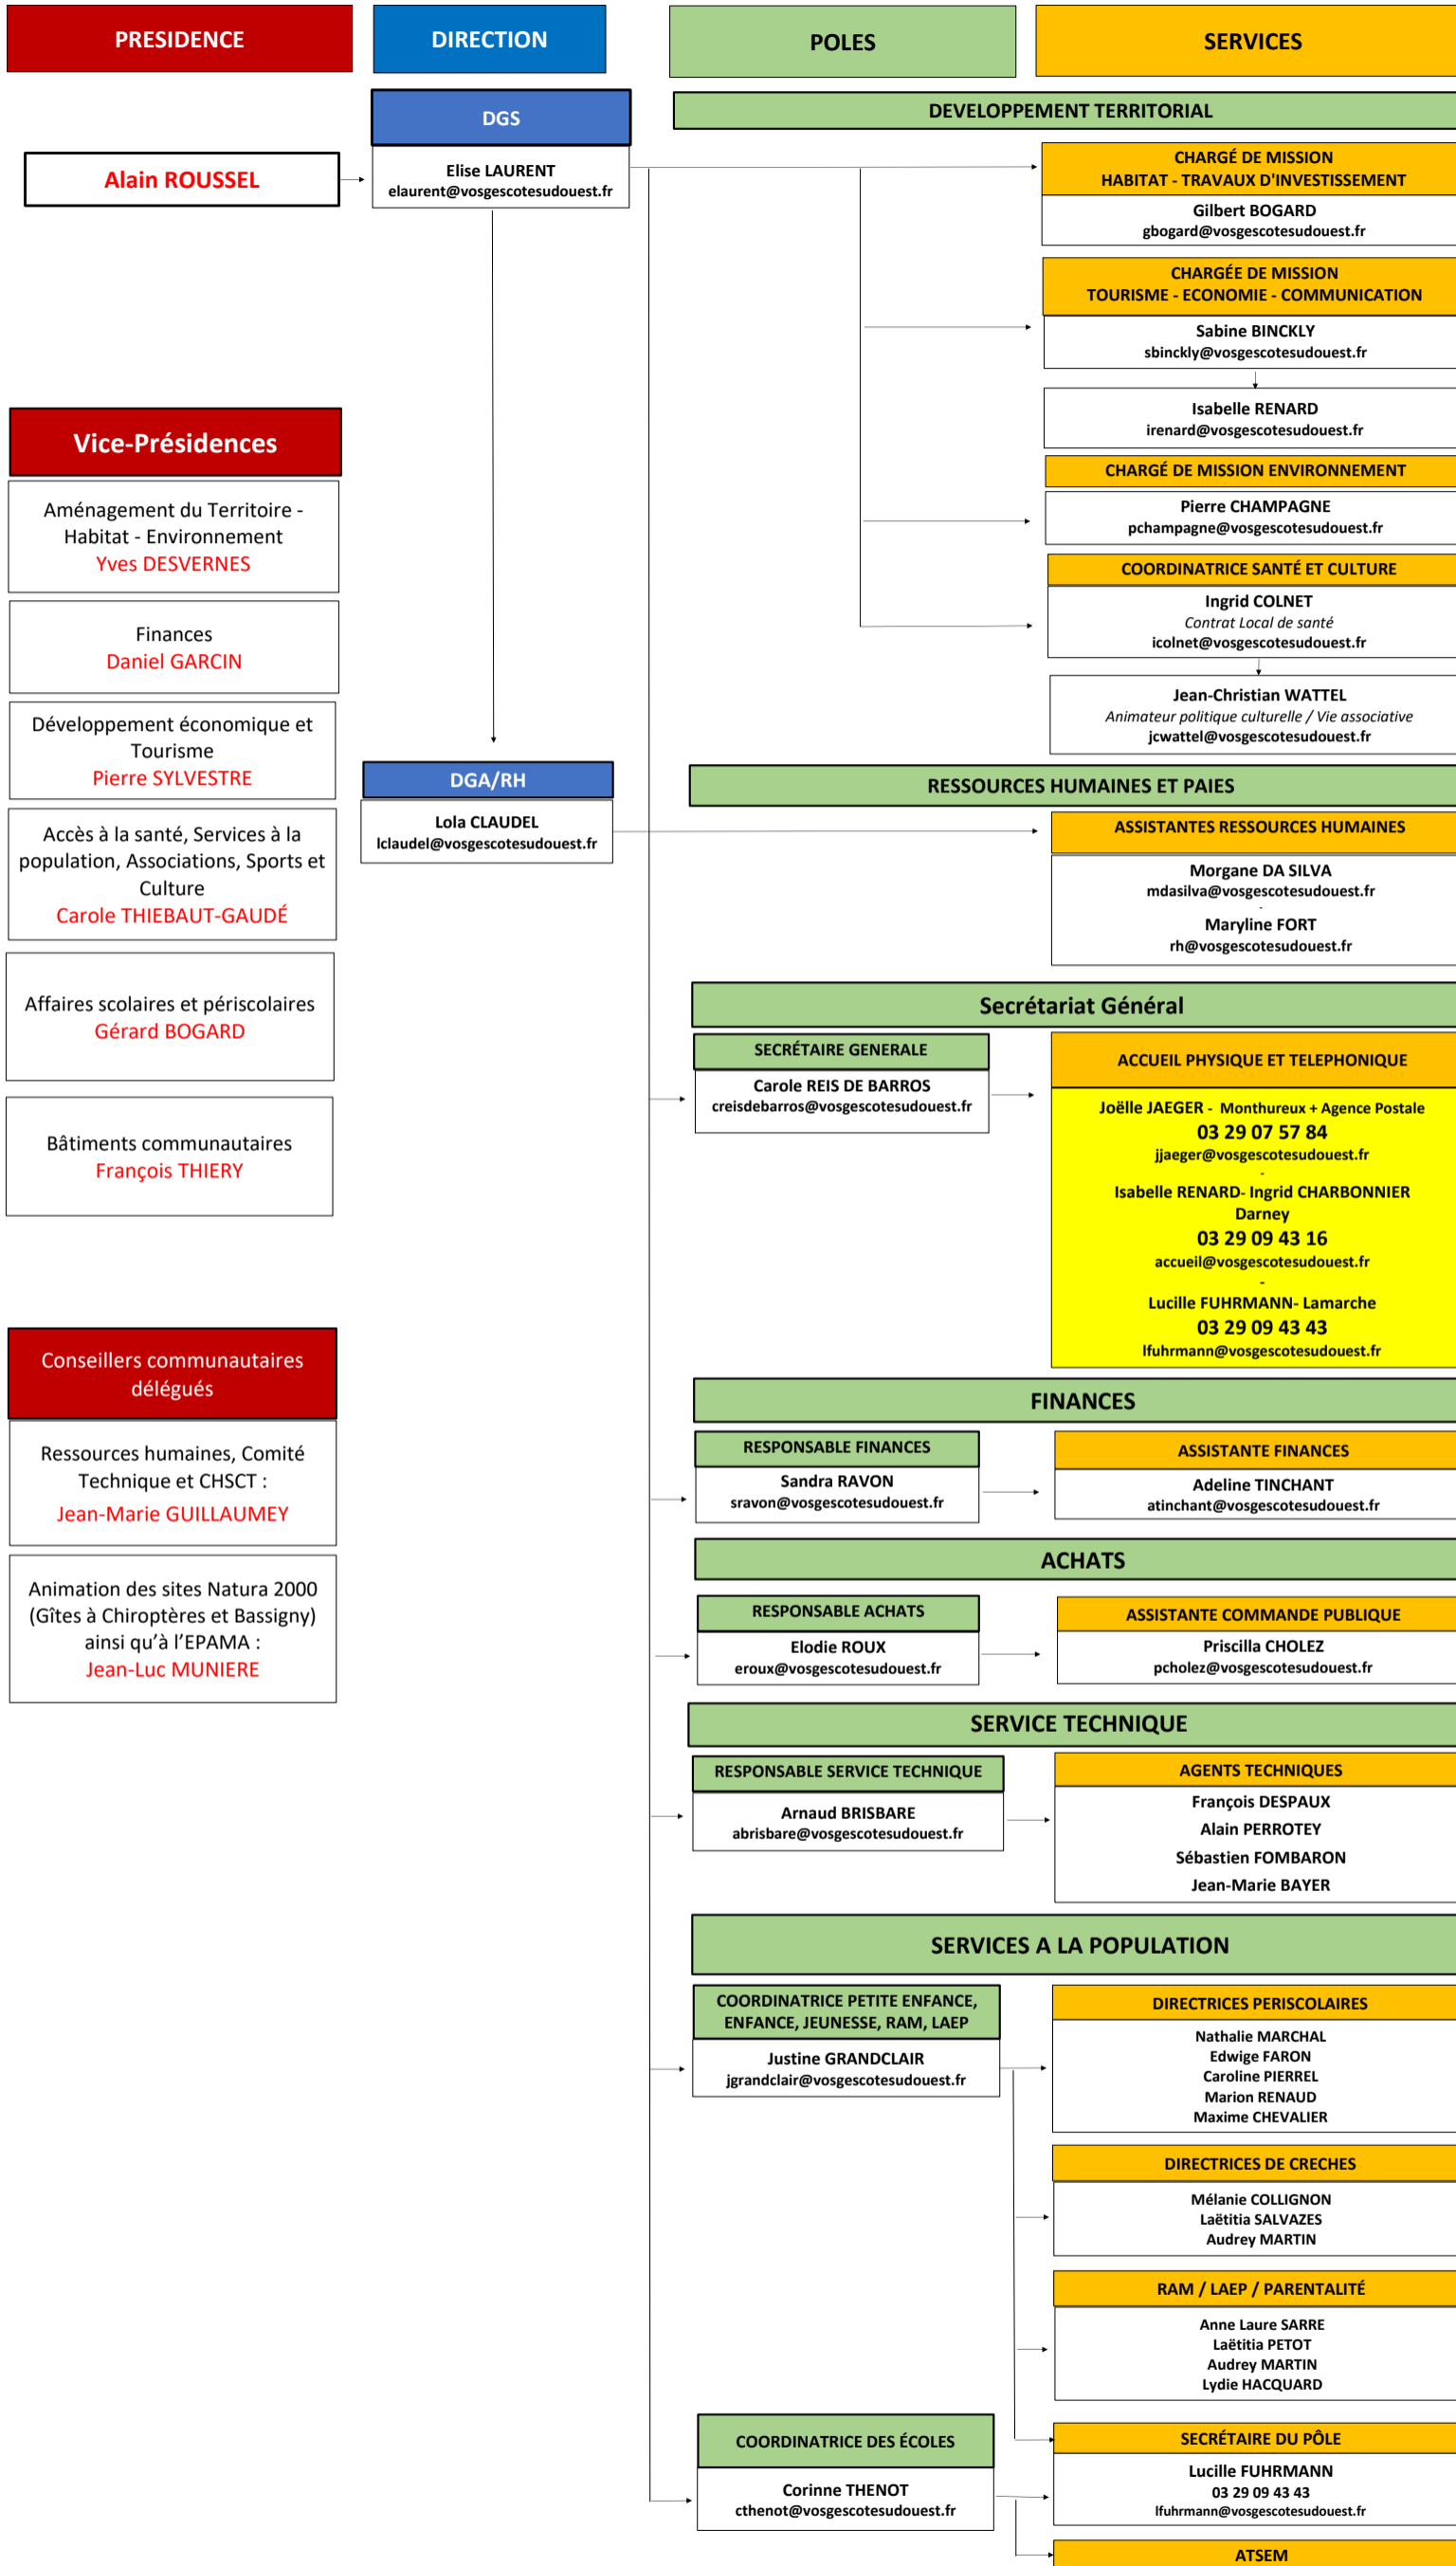 PRESIDENCE
DIRECTION
POLES
SERVICES
DGS
DEVELOPPEMENT TERRITORIAL
Alain ROUSSEL
Elise LAURENT
elaurent@vosgescotesudouest.fr
CHARGÉ DE MISSION
HABITAT - TRAVAUX D'INVESTISSEMENT
Gilbert BOGARD
gbogard@vosgescotesudouest.fr
CHARGÉE DE MISSION
TOURISME - ECONOMIE - COMMUNICATION
Sabine BINCKLY
sbinckly@vosgescotesudouest.fr
Isabelle RENARD
irenard@vosgescotesudouest.fr
CHARGÉ DE MISSION ENVIRONNEMENT
Pierre CHAMPAGNE
pchampagne@vosgescotesudouest.fr
COORDINATRICE SANTÉ ET CULTURE
Ingrid COLNET
Contrat Local de santé
icolnet@vosgescotesudouest.fr
Jean-Christian WATTEL
Animateur politique culturelle / Vie associative
jcwattel@vosgescotesudouest.fr
Vice-Présidences
Aménagement du Territoire -
Habitat - Environnement
Yves DESVERNES
Finances
Daniel GARCIN
Développement économique et
Tourisme
Pierre SYLVESTRE
Accès à la santé, Services à la
population, Associations, Sports et
Culture
Carole THIEBAUT-GAUDÉ
Affaires scolaires et périscolaires
Gérard BOGARD
Bâtiments communautaires
François THIERY
Conseillers communautaires
délégués
Ressources humaines, Comité
Technique et CHSCT :
Jean-Marie GUILLAUMEY
Animation des sites Natura 2000
(Gîtes à Chiroptères et Bassigny)
ainsi qu'à l'EPAMA :
Jean-Luc MUNIERE
DGA/RH
Lola CLAUDEL
lclaudel@vosgescotesudouest.fr
RESSOURCES HUMAINES ET PAIES
ASSISTANTES RESSOURCES HUMAINES
Morgane DA SILVA
mdasilva@vosgescotesudouest.fr
-
Maryline FORT
rh@vosgescotesudouest.fr
Secrétariat Général
SECRÉTAIRE GENERALE
Carole REIS DE BARROS
creisdebarros@vosgescotesudouest.fr
ACCUEIL PHYSIQUE ET TELEPHONIQUE
Joëlle JAEGER - Monthureux + Agence Postale
03 29 07 57 84
jjaeger@vosgescotesudouest.fr
-
Isabelle RENARD- Ingrid CHARBONNIER
Darney
03 29 09 43 16
accueil@vosgescotesudouest.fr
-
Lucille FUHRMANN- Lamarche
03 29 09 43 43
lfuhrmann@vosgescotesudouest.fr
FINANCES
RESPONSABLE FINANCES
Sandra RAVON
sravon@vosgescotesudouest.fr
ASSISTANTE FINANCES
Adeline TINCHANT
atinchant@vosgescotesudouest.fr
ACHATS
RESPONSABLE ACHATS
Elodie ROUX
eroux@vosgescotesudouest.fr
ASSISTANTE COMMANDE PUBLIQUE
Priscilla CHOLEZ
pcholez@vosgescotesudouest.fr
SERVICE TECHNIQUE
RESPONSABLE SERVICE TECHNIQUE
Arnaud BRISBARE
abrisbare@vosgescotesudouest.fr
AGENTS TECHNIQUES
François DESPAUX
Alain PERROTEY
Sébastien FOMBARON
Jean-Marie BAYER
SERVICES A LA POPULATION
COORDINATRICE PETITE ENFANCE,
ENFANCE, JEUNESSE, RAM, LAEP
Justine GRANDCLAIR
jgrandclair@vosgescotesudouest.fr
DIRECTRICES PERISCOLAIRES
Nathalie MARCHAL
Edwige FARON
Caroline PIERREL
Marion RENAUD
Maxime CHEVALIER
DIRECTRICES DE CRECHES
Mélanie COLLIGNON
Laëtitia SALVAZES
Audrey MARTIN
RAM / LAEP / PARENTALITÉ
Anne Laure SARRE
Laëtitia PETOT
Audrey MARTIN
Lydie HACQUARD
COORDINATRICE DES ÉCOLES
Corinne THENOT
cthenot@vosgescotesudouest.fr
SECRÉTAIRE DU PÔLE
Lucille FUHRMANN
03 29 09 43 43
lfuhrmann@vosgescotesudouest.fr
ATSEM